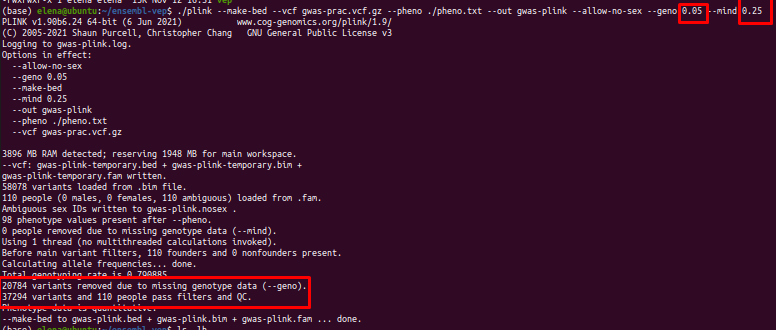 (base) elena@ubuntu:~/ensembl-vep$ ./plink --make-bed --vcf gwas-prac.vcf.gz --pheno ./pheno.txt --out gwas-plink --allow-no-sex --geno 0.05 --mind 0.25
PLINK v1.90b6.24 64-bit (6 Jun 2021) www.cog-genomics.org/plink/1.9/
(C) 2005-2021 Shaun Purcell, Christopher Chang GNU General Public License v3
Logging to gwas-plink.log.
Options in effect:
--allow-no-sex
--geno 0.05
--make-bed
--mind 0.25
--out gwas-plink
--pheno ./pheno.txt
--vcf gwas-prac.vcf.gz
3896 MB RAM detected; reserving 1948 MB for main workspace.
--vcf: gwas-plink-temporary.bed + gwas-plink-temporary.bim +
gwas-plink-temporary.fam written.
58078 variants loaded from .bim file.
110 people (0 males, 0 females, 110 ambiguous) loaded from .fam.
Ambiguous sex IDs written to gwas-plink.nosex .
98 phenotype values present after --pheno.
0 people removed due to missing genotype data (--mind).
Using 1 thread (no multithreaded calculations invoked).
Before main variant filters, 110 founders and 0 nonfounders present.
Calculating allele frequencies... done.
Total genotyping rate is 0.790885.
20784 variants removed due to missing genotype data (--geno).
37294 variants and 110 people pass filters and QC.
Phenotype data is quantitative.
--make-bed to gwas-plink.bed + gwas-plink.bim + gwas-plink.fam ... done.
(base) elena@ubuntu:~/ensembl-vep$ ls -lh